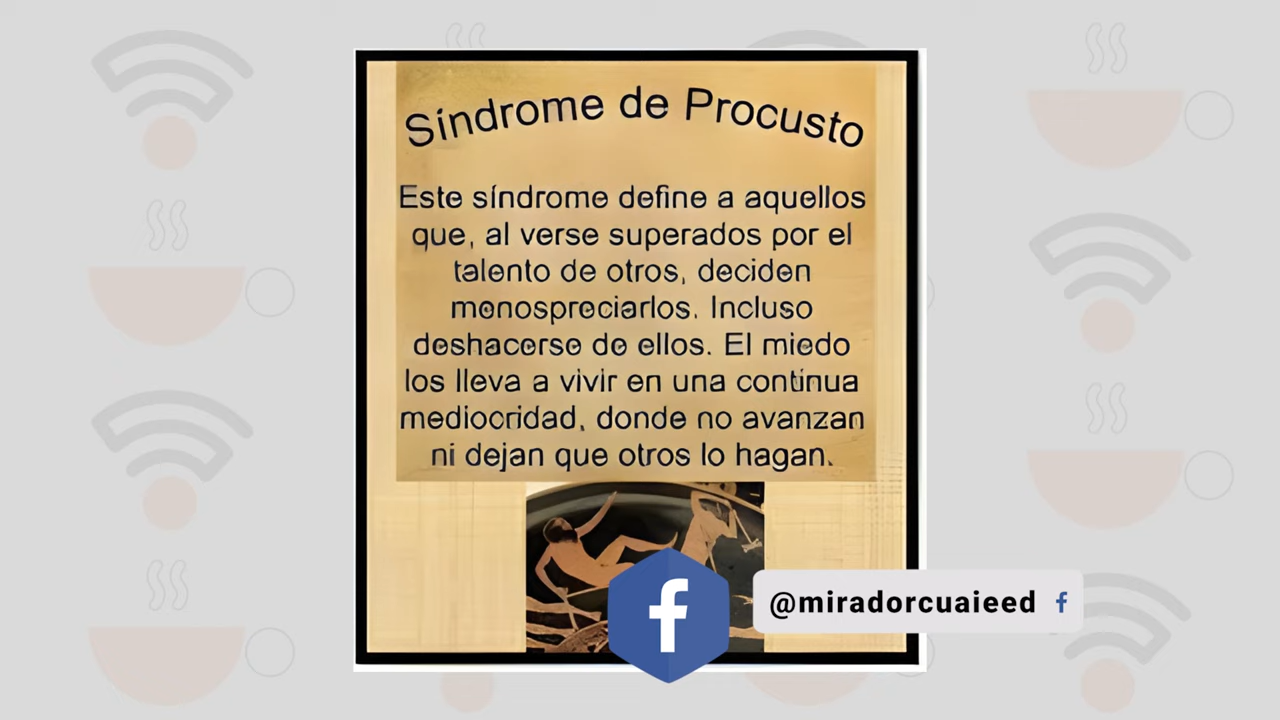 Síndrome de Procusto
Este síndrome define a aquellos
que, al verse superados por el
talento de otros, deciden
menospreciarlos. Incluso
deshacerse de ellos. El miedo
los lleva a vivir en una continua
mediocridad, donde no avanzan
ni dejan que otros lo hagan.
@miradorcuaieed f
f